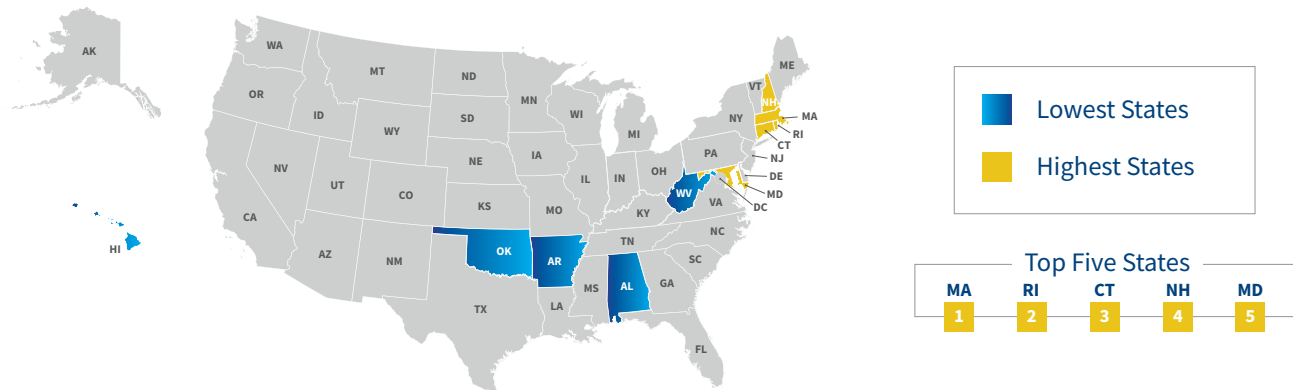 AK
WA
MT
ND
MN
ME
VT
NH
OR
ID
SD
WI
NY
MA
RI
WY
MI
CT
IA
PA
NJ
NE
NV
OH
DE
IL
IN
UT
CO
WV
MD
KS
MO
VA
DC
CA
KY
HI
NC
TN
AZ
NM
OK
AR
SC
MS
AL
GA
TX
LA
FL
Lowest States
Highest States
Top Five States
MA RI CT NH MD
1 2 3 4 5